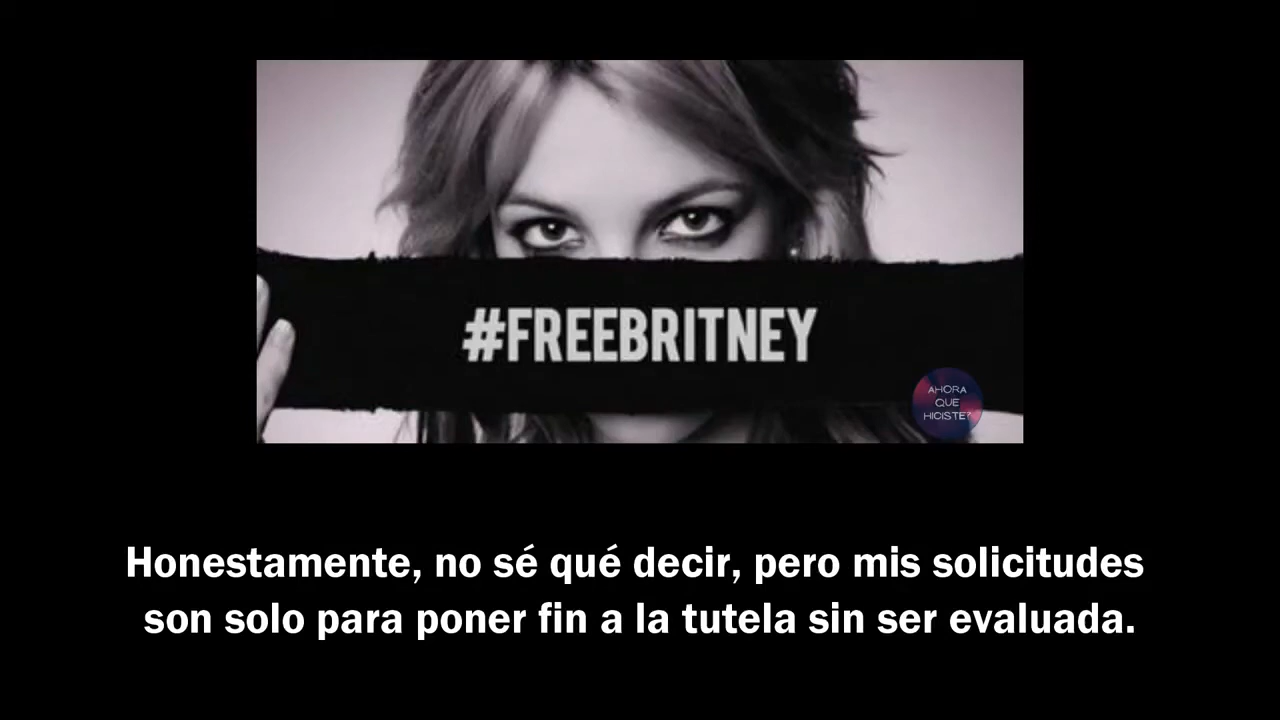 #FREEBRITNEY
AHORA
QUE
HICISTE?
Honestamente, no sé qué decir, pero mis solicitudes
son solo para poner fin a la tutela sin ser evaluada.